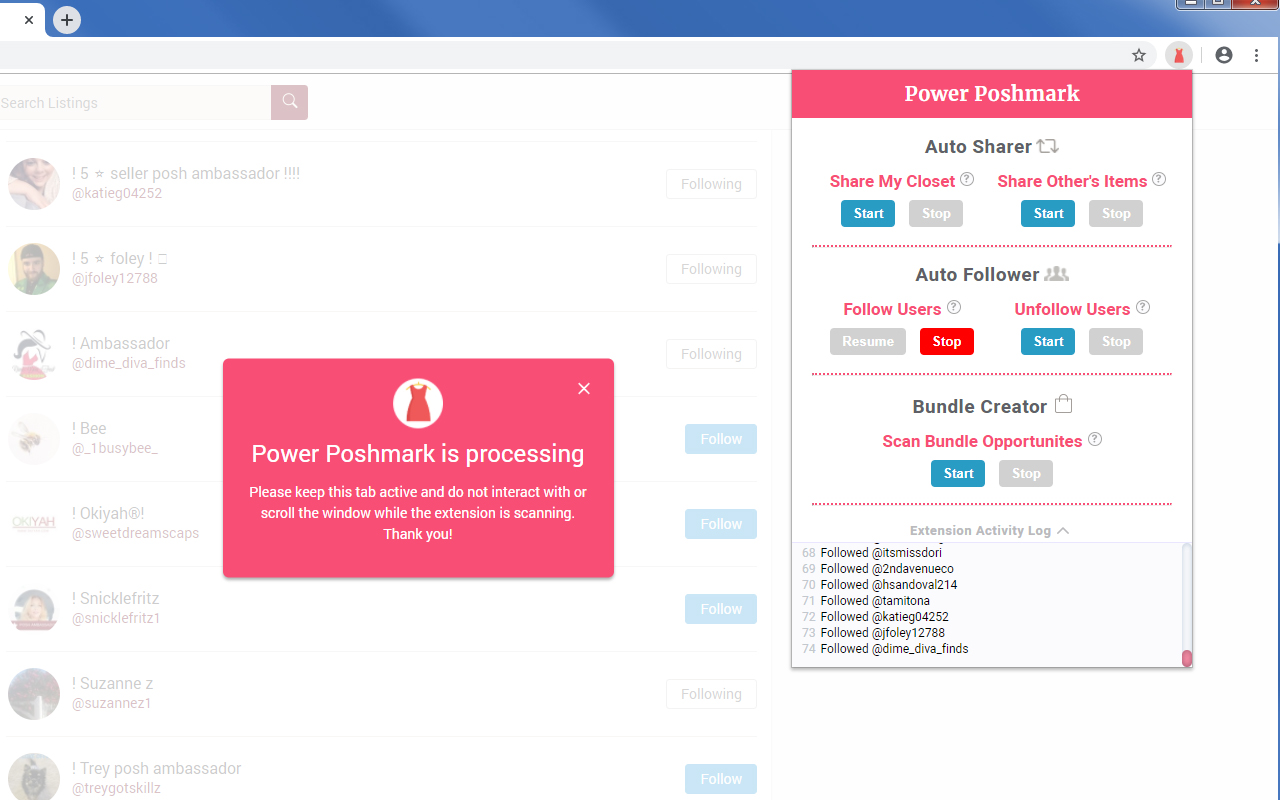 Search Listings
! 5 ☆ seller posh ambassador !!!!
@katieg04252
Following
! 5 ☆ foley ! □
@jfoley12788
Following
! Ambassador
@dime_diva_finds
Following
! Bee
@_1busybee_
Follow
OKIYAH
! Okiyah®!
@sweetdreamscaps
Follow
! Snicklefritz
@snicklefritz1
Follow
! Suzanne z
@suzannez1
Following
! Trey posh ambassador
@treygotskillz
Follow
Power Poshmark is processing
Please keep this tab active and do not interact with or
scroll the window while the extension is scanning.
Thank you!
Power Poshmark
Auto Sharer
Share My Closet ?
Start Stop
Share Other's Items ?
Start Stop
Auto Follower
Follow Users ?
Resume Stop
Unfollow Users ?
Start Stop
Bundle Creator
Scan Bundle Opportunites ?
Start Stop
Extension Activity Log
68 Followed @itsmissdori
69 Followed @2ndavenueco
70 Followed @hsandoval214
71 Followed @tamitona
72 Followed @katieg04252
73 Followed @jfoley12788
74 Followed @dime_diva_finds